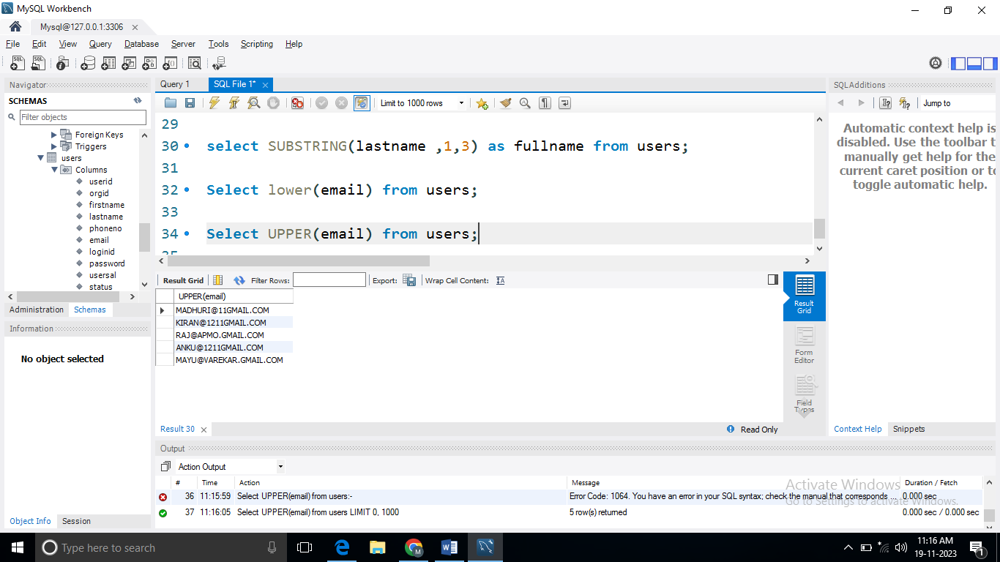 MySQL Workbench
Mysql@127.0.0.1:3306
File Edit View Query Database Server Tools Scripting Help
Navigator
SCHEMAS
Filter objects
Foreign Keys
Triggers
users
Columns
userid
orgid
firstname
lastname
phoneno
email
loginid
password
usersal
status
Administration Schemas
Information
No object selected
Object Info Session
Query 1 SQL File 1*
Limit to 1000 rows
29
30 select SUBSTRING(lastname ,1,3) as fullname from users;
31
32 Select lower(email) from users;
33
34 Select UPPER(email) from users;
35
Result Grid Filter Rows: Export: Wrap Cell Content:
UPPER(email)
MADHURI@11GMAIL.COM
KIRAN@1211GMAIL.COM
RAJ@APMO.GMAIL.COM
ANKU@1211GMAIL.COM
MAYU@VAREKAR.GMAIL.COM
Result Grid
Form Editor
Field Types
Result 30 Read Only
SQLAdditions
Jump to
Automatic context help is
disabled. Use the toolbar t
manually get help for the
current caret position or to
toggle automatic help.
Context Help Snippets
Output
Action Output
# Time Action Message Duration / Fetch
36 11:15:59 Select UPPER(email) from users:- Error Code: 1064. You have an error in your SQL syntax; check the manual that corresponds ... 0.000 sec
37 11:16:05 Select UPPER(email) from users LIMIT 0, 1000 5 row(s) returned 0.000 sec / 0.000 sec
Activate Windows
Go to Settings to activate Windows.
Type here to search
11:16 AM
19-11-2023
1